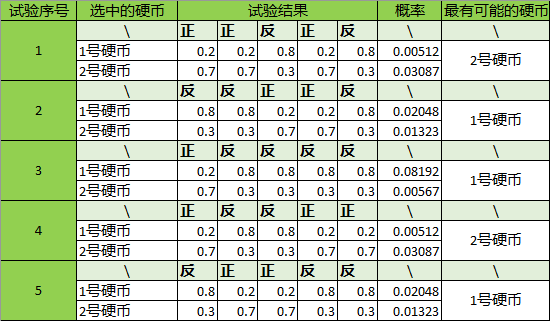 试验序号 选中的硬币 试验结果 概率 最有可能的硬币
1 \ 正 正 反 正 反 \ \
1号硬币 0.2 0.2 0.8 0.2 0.8 0.00512 2号硬币
2号硬币 0.7 0.7 0.3 0.7 0.3 0.03087
2 \ 反 反 正 正 反 \ \
1号硬币 0.8 0.8 0.2 0.2 0.8 0.02048 1号硬币
2号硬币 0.3 0.3 0.7 0.7 0.3 0.01323
3 \ 正 反 反 反 反 \ \
1号硬币 0.2 0.8 0.8 0.8 0.8 0.08192 1号硬币
2号硬币 0.7 0.3 0.3 0.3 0.3 0.00567
4 \ 正 反 反 正 正 \ \
1号硬币 0.2 0.8 0.8 0.2 0.2 0.00512 2号硬币
2号硬币 0.7 0.3 0.3 0.7 0.7 0.03087
5 \ 反 正 正 反 反 \ \
1号硬币 0.8 0.2 0.2 0.8 0.8 0.02048 1号硬币
2号硬币 0.3 0.7 0.7 0.3 0.3 0.01323